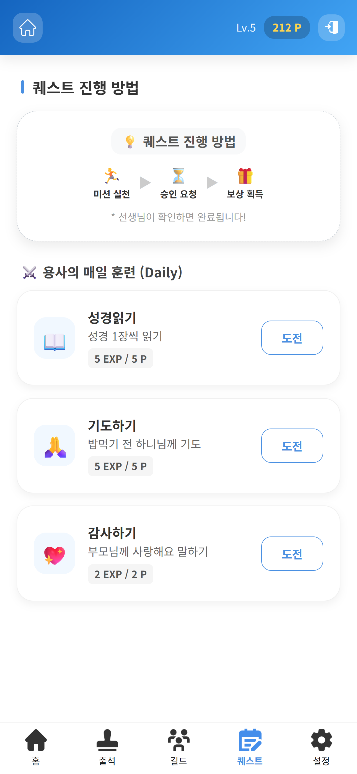 Lv.5 212 P
퀘스트 진행 방법
퀘스트 진행 방법
미션 실천 승인 요청 보상 획득
* 선생님이 확인하면 완료됩니다!
용사의 매일 훈련 (Daily)
성경읽기
성경 1장씩 읽기
5 EXP / 5 P
도전
기도하기
밥먹기 전 하나님께 기도
5 EXP / 5 P
도전
감사하기
부모님께 사랑해요 말하기
2 EXP / 2 P
도전
홈 출석 길드 퀘스트 설정